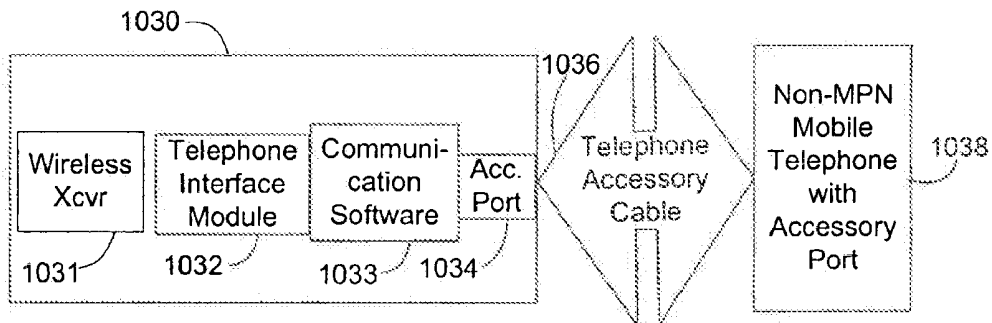 1030
1036
Wireless
Xcvr
Telephone
Interface
Module
Communi-
cation
Software
Acc.
Port
Telephone
Accessory
Cable
Non-MPN
Mobile
Telephone
with
Accessory
Port
1038
1031
1032
1033
1034